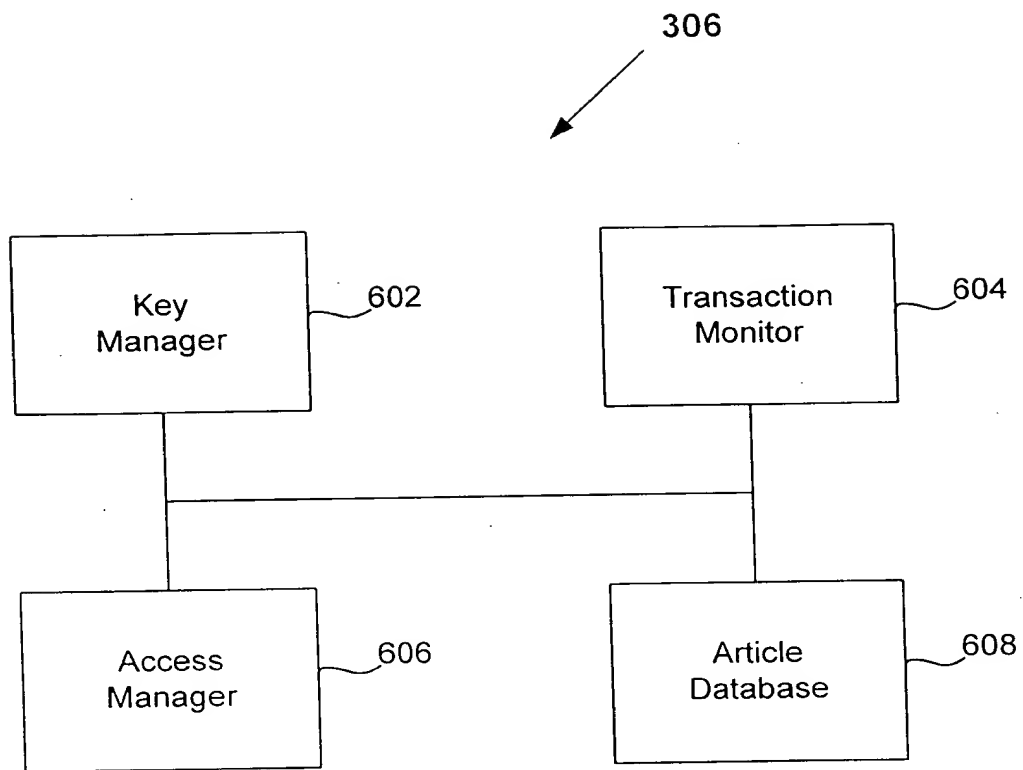 306
Key
Manager
602
Transaction
Monitor
604
Access
Manager
606
Article
Database
608